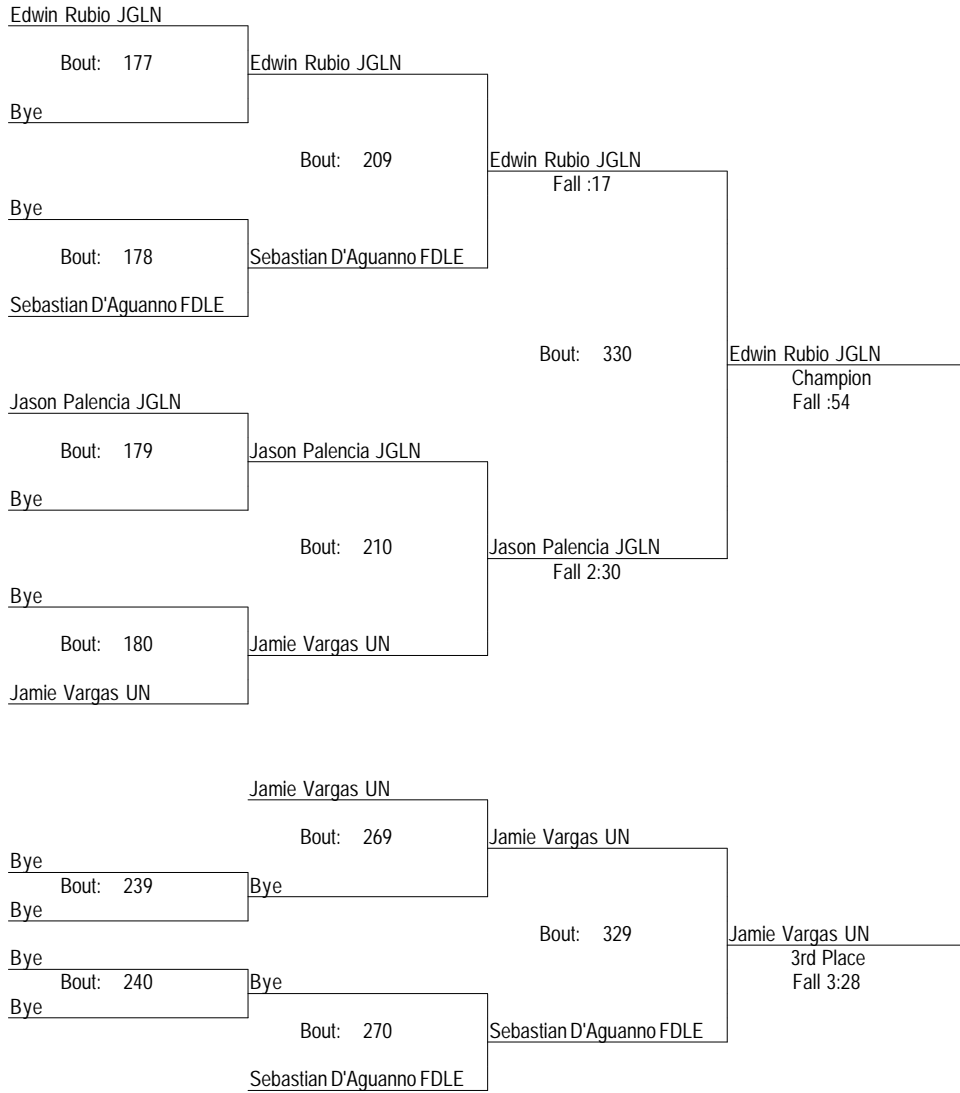 Edwin Rubio JGLN
Bout: 177
Edwin Rubio JGLN
Bye
Bout: 209
Edwin Rubio JGLN
Fall :17
Bye
Bout: 178
Sebastian D'Aguanno FDLE
Sebastian D'Aguanno FDLE
Bout: 330
Edwin Rubio JGLN
Champion
Fall :54
Jason Palencia JGLN
Bout: 179
Jason Palencia JGLN
Bye
Bout: 210
Jason Palencia JGLN
Fall 2:30
Bye
Bout: 180
Jamie Vargas UN
Jamie Vargas UN
Jamie Vargas UN
Bout: 269
Jamie Vargas UN
Bye
Bout: 239
Bye
Bye
Bout: 329
Jamie Vargas UN
3rd Place
Fall 3:28
Bye
Bout: 240
Bye
Bye
Bout: 270
Sebastian D'Aguanno FDLE
Sebastian D'Aguanno FDLE